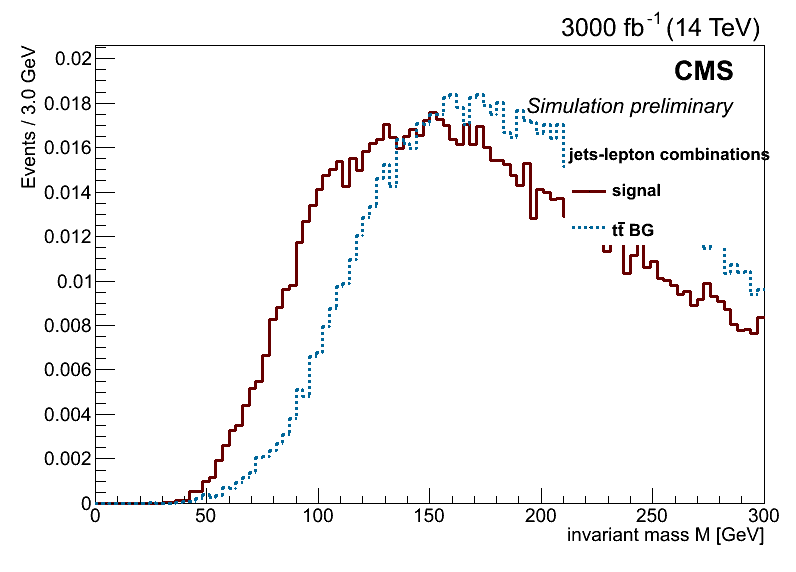 3000 fb-1 (14 TeV)
CMS
Simulation preliminary
jets-lepton combinations
signal
tt̄ BG
Events / 3.0 GeV
0.02
0.018
0.016
0.014
0.012
0.01
0.008
0.006
0.004
0.002
0
0 50 100 150 200 250 300
invariant mass M [GeV]